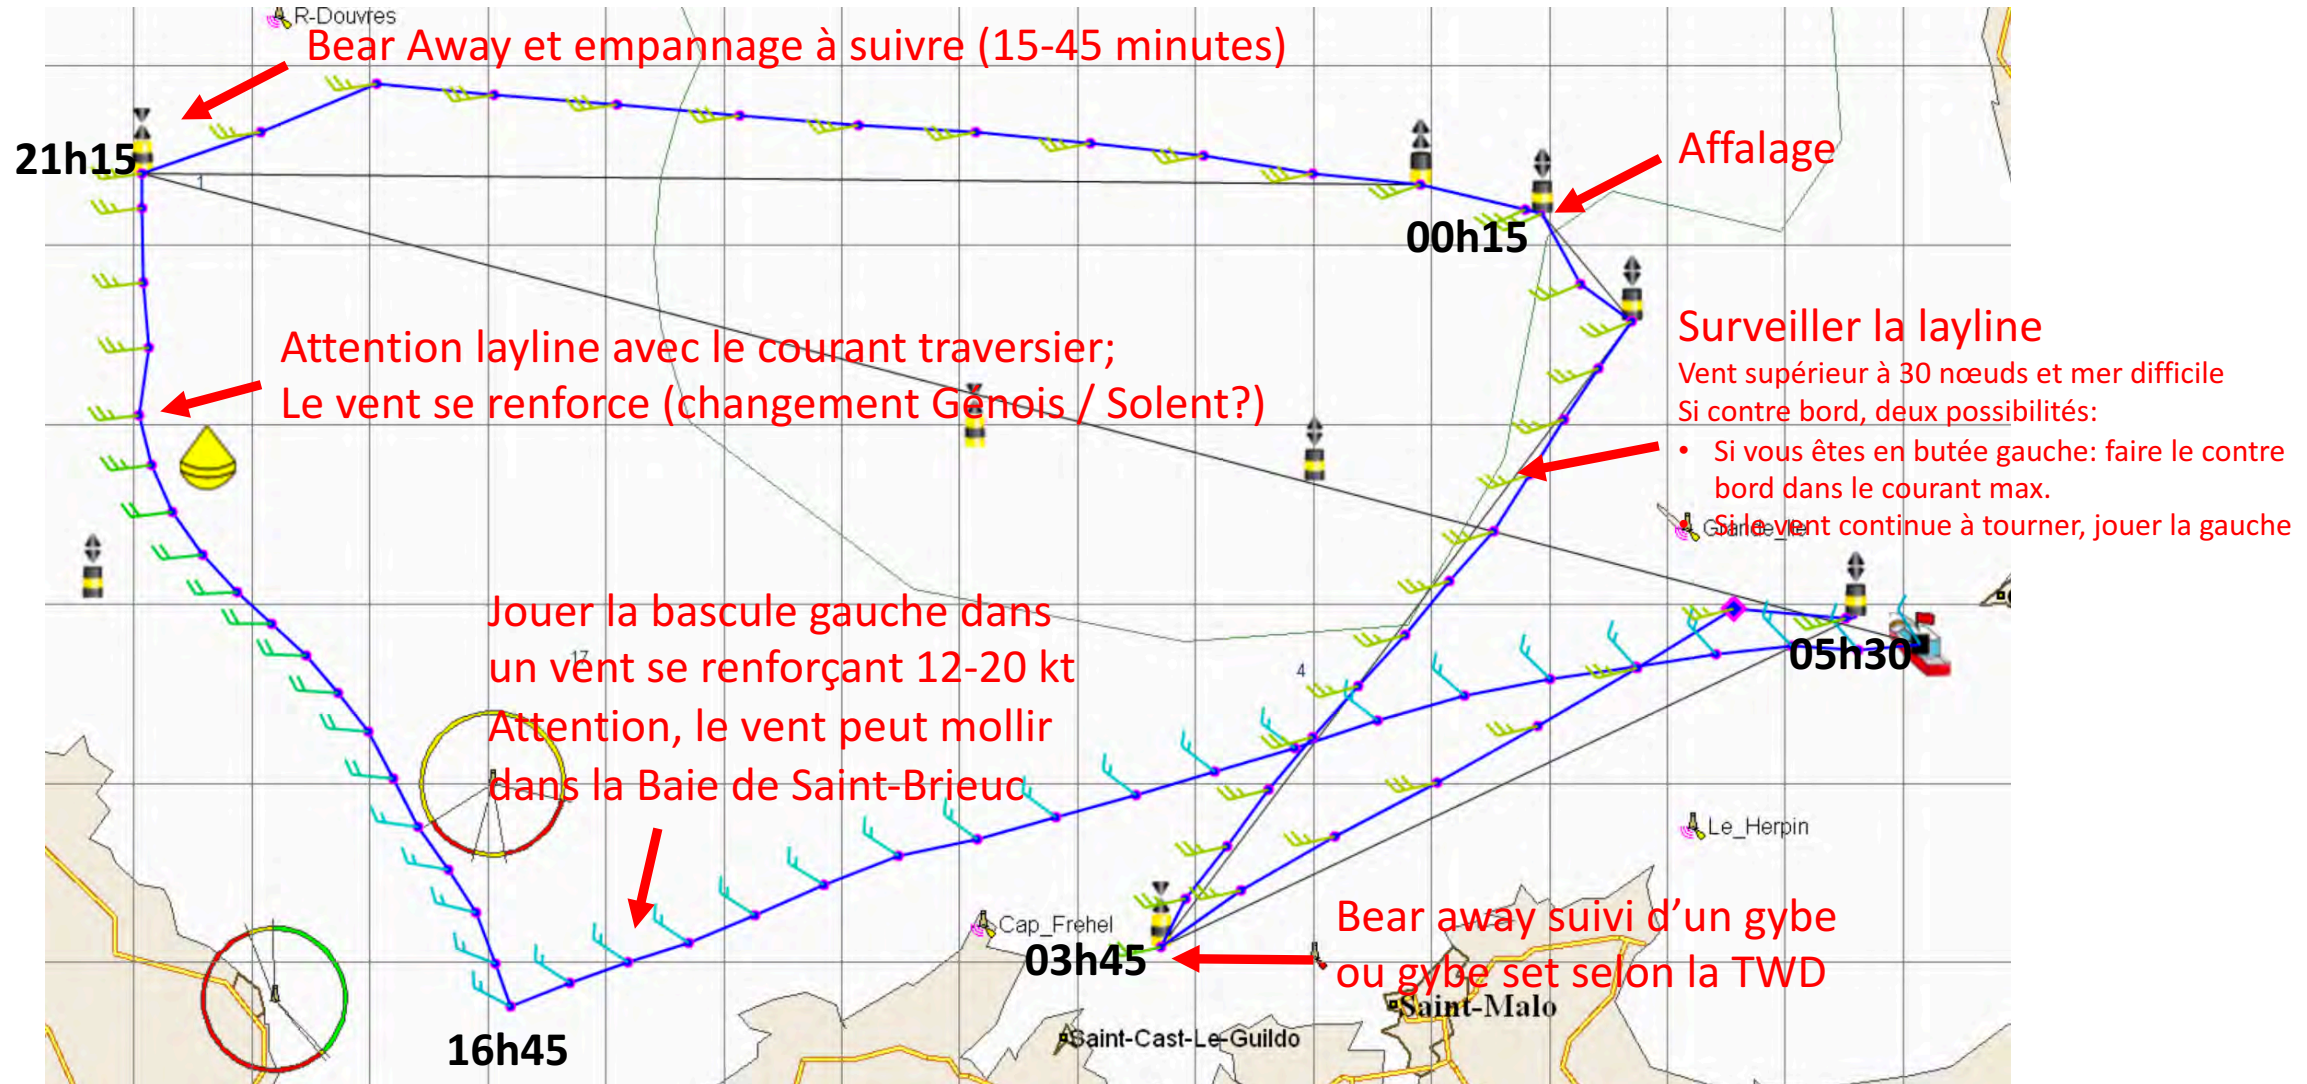 R-Douvres
Bear Away et empannage à suivre (15-45 minutes)
21h15
1
Affalage
00h15
Attention layline avec le courant traversier;
Le vent se renforce (changement Génois / Solent?)
Surveiller la layline
Vent supérieur à 30 nœuds et mer difficile
Si contre bord, deux possibilités:
• Si vous êtes en butée gauche: faire le contre
bord dans le courant max.
• Si le vent continue à tourner, jouer la gauche
Grande_Ile
Jouer la bascule gauche dans
un vent se renforçant 12-20 kt
Attention, le vent peut mollir
dans la Baie de Saint-Brieuc
17
4
05h30
Le_Herpin
Cap_Frehel
03h45
Bear away suivi d'un gybe
ou gybe set selon la TWD
Saint-Malo
16h45
Saint-Cast-Le-Guildo